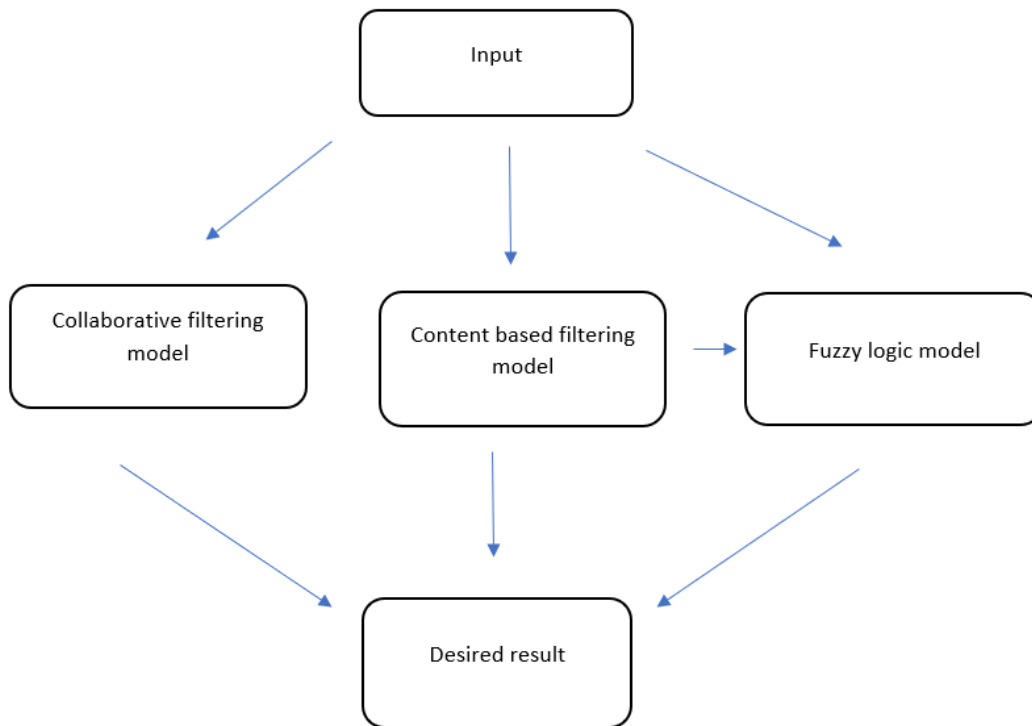 Input
Collaborative filtering
model
Content based filtering
model
Fuzzy logic model
Desired result